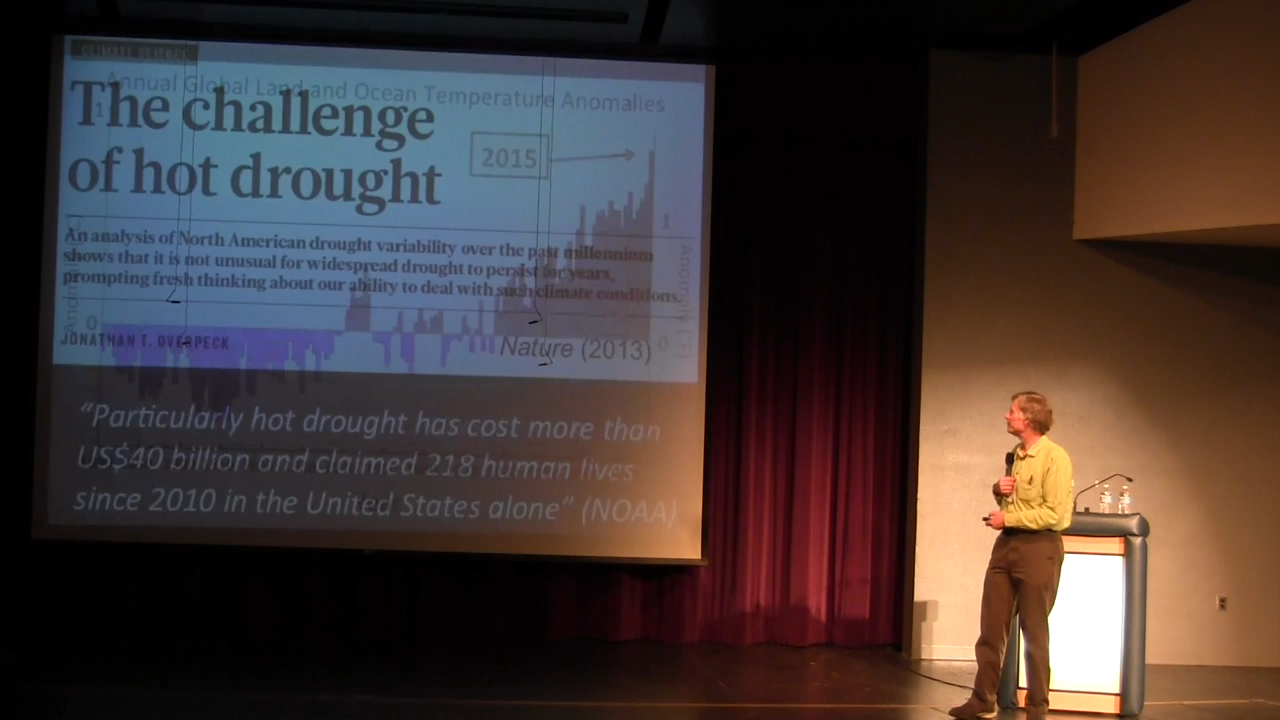 CLIMATE SCIENCE
Annual Global Land and Ocean Temperature Anomalies
The challenge
of hot drought
2015
1
1
An analysis of North American drought variability over the past millennium
shows that it is not unusual for widespread drought to persist for years,
prompting fresh thinking about our ability to deal with such climate conditions.
0
JONATHAN T. OVERPECK
Nature (2013)
0
“Particularly hot drought has cost more than
US$40 billion and claimed 218 human lives
since 2010 in the United States alone” (NOAA)